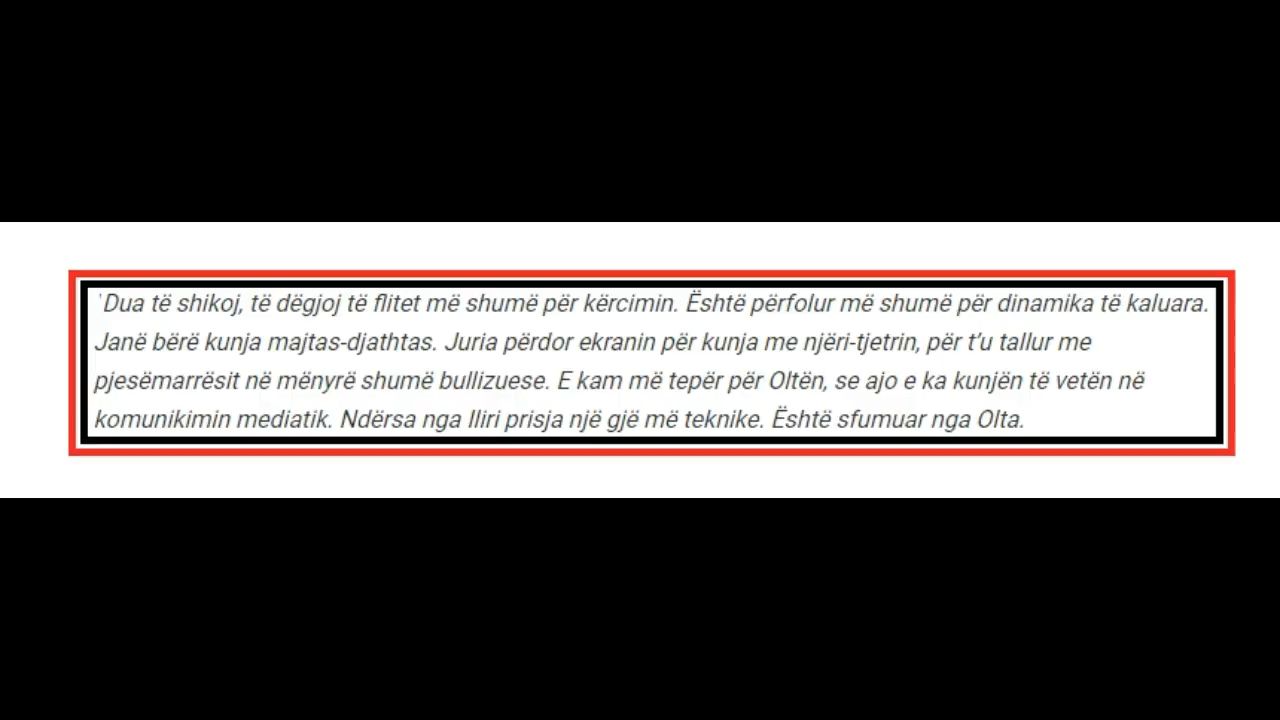 'Dua të shikoj, të dëgjoj të flitet më shumë për kërcimin. Është përfolur më shumë për dinamika të kaluara.
Janë bërë kunja majtas-djathtas. Juria përdor ekranin për kunja me njëri-tjetrin, për t’u tallur me
pjesëmarrësit në mënyrë shumë bullizuese. E kam më tepër për Oltën, se ajo e ka kunjën të vetën në
komunikimin mediatik. Ndërsa nga Iliri prisja një gjë më teknike. Është sfumuar nga Olta.